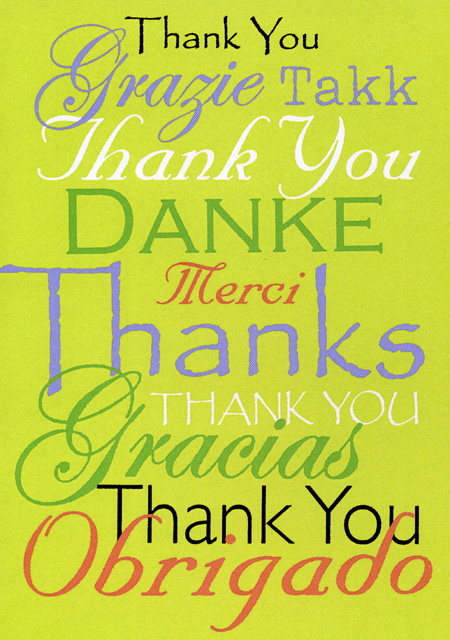 Thank You
Grazie Takk
Thank You
DANKE
Merci
Thanks
THANK YOU
Gracias
Thank You
Obrigado